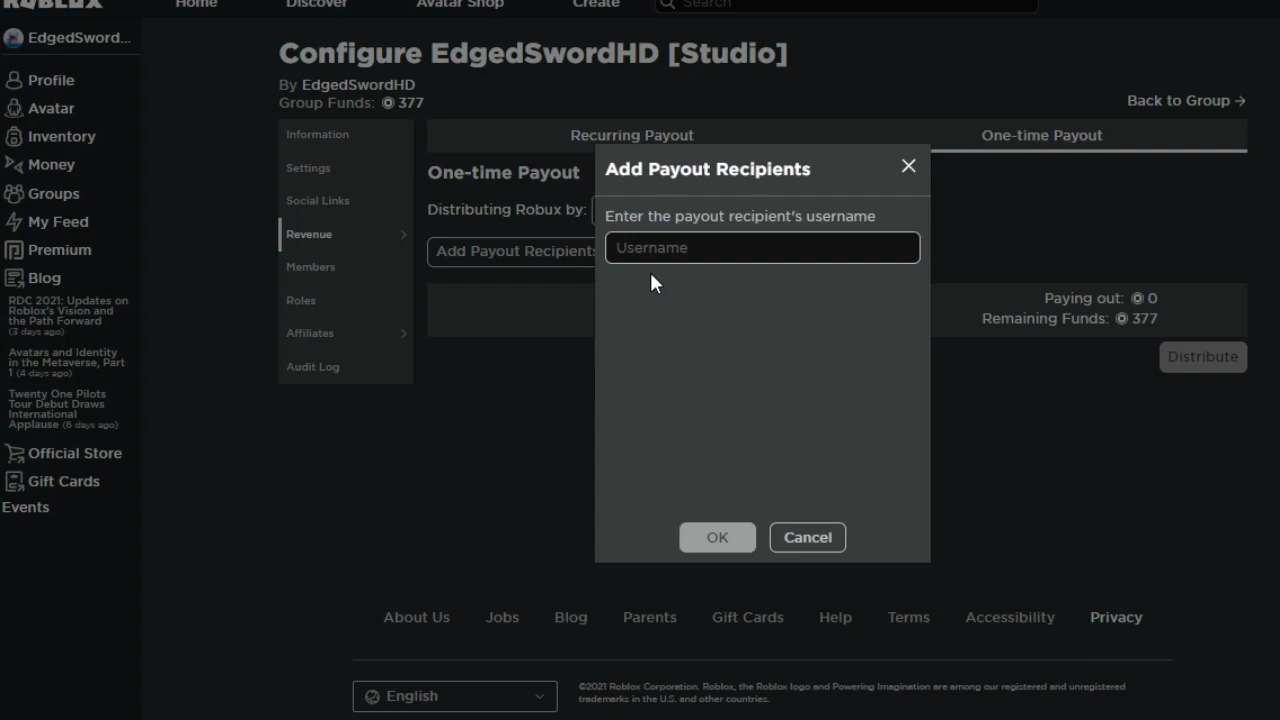 ROBLOX
Home
Discover
Avatar Shop
Create
Search
EdgedSword...
Profile
Avatar
Inventory
Money
Groups
My Feed
Premium
Blog
RDC 2021: Updates on
Roblox's Vision and
the Path Forward
(3 days ago)
Avatars and Identity
in the Metaverse, Part
1 (4 days ago)
Twenty One Pilots
Tour Debut Draws
International
Applause (6 days ago)
Official Store
Gift Cards
Events
Configure EdgedSwordHD [Studio]
By EdgedSwordHD
Group Funds: 377
Back to Group →
Information
Settings
Social Links
Revenue
Members
Roles
Affiliates
Audit Log
Recurring Payout
One-time Payout
One-time Payout
Distributing Robux by:
Add Payout Recipients
Paying out: 0
Remaining Funds: 377
Distribute
Add Payout Recipients
Enter the payout recipient's username
Username
OK
Cancel
About Us
Jobs
Blog
Parents
Gift Cards
Help
Terms
Accessibility
Privacy
English
©2021 Roblox Corporation. Roblox, the Roblox logo and Powering Imagination are among our registered and unregistered
trademarks in the U.S. and other countries.